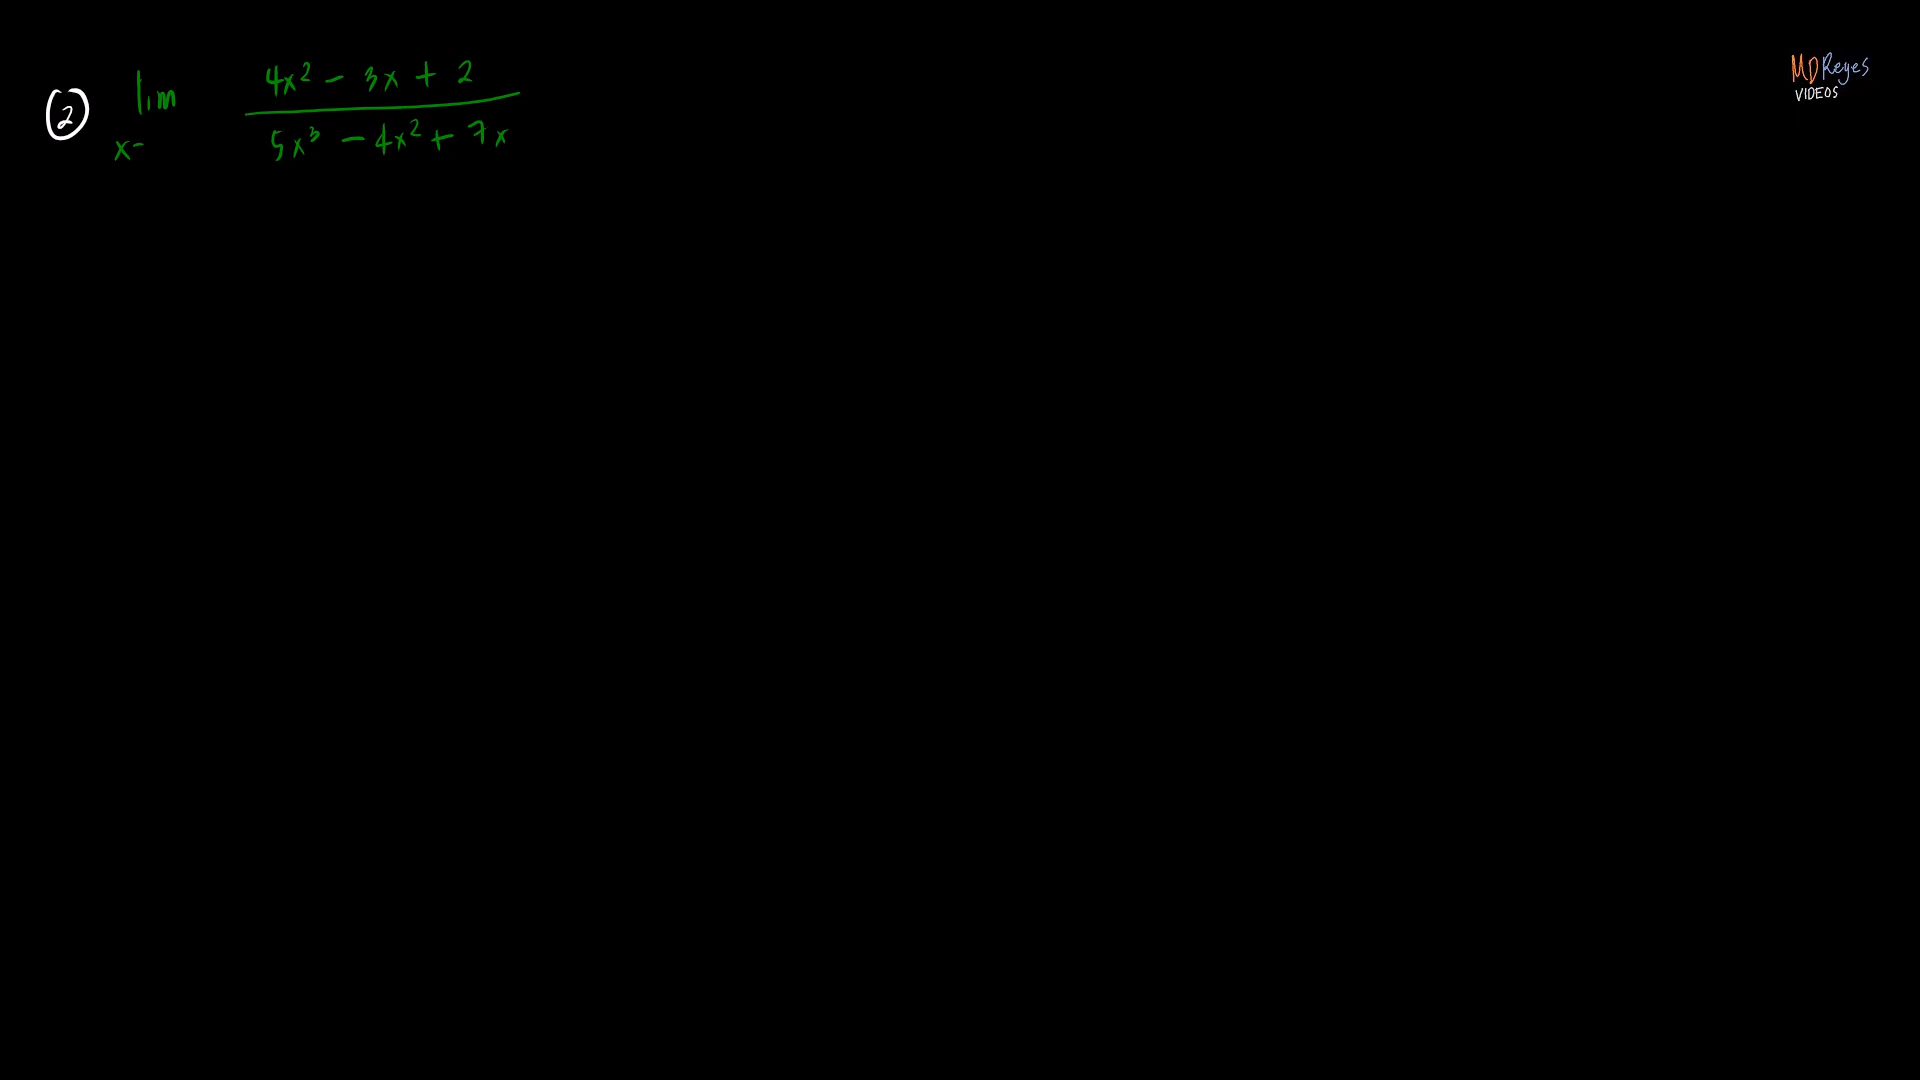 ② lim 4x² - 3x + 2
x- 5x³ - 4x² + 7x
MD Reyes
VIDEOS